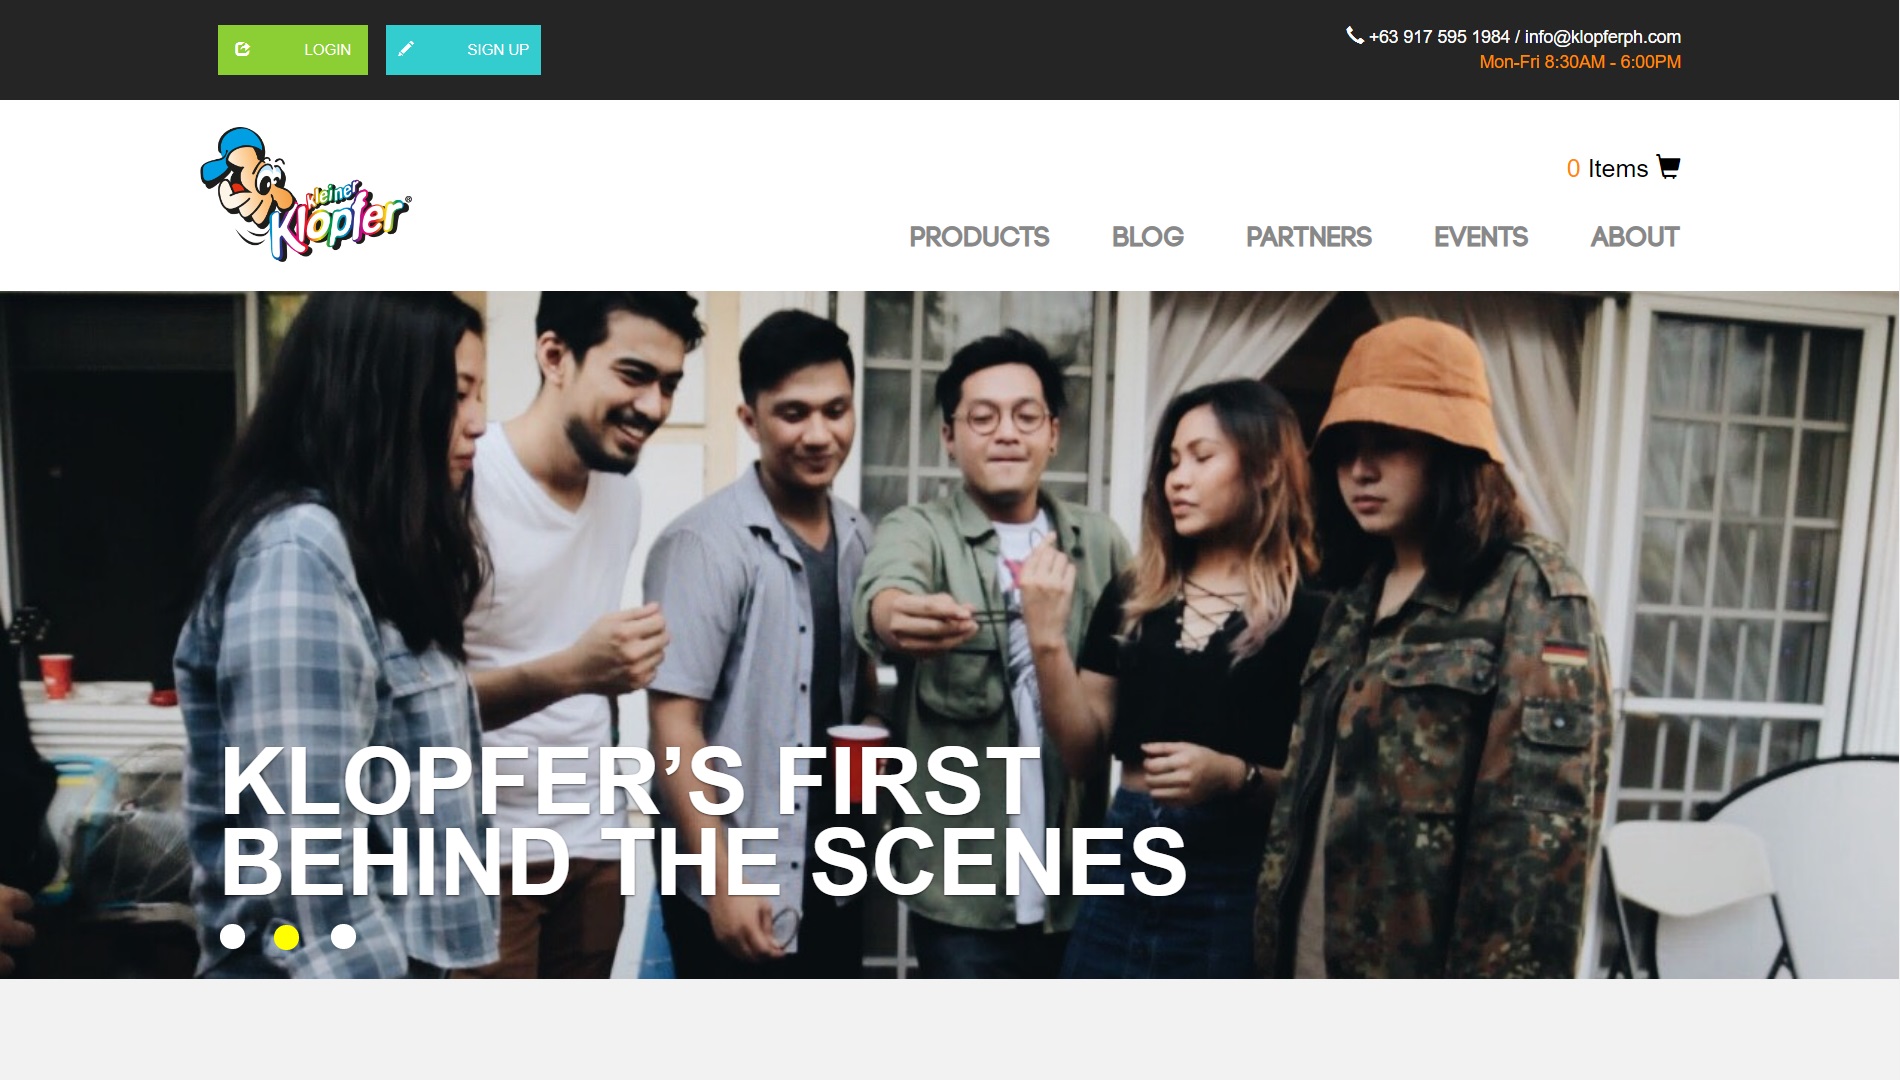 LOGIN
SIGN UP
+63 917 595 1984 / info@klopferph.com
Mon-Fri 8:30AM - 6:00PM
kleiner
Klopfer®
0 Items
PRODUCTS
BLOG
PARTNERS
EVENTS
ABOUT
KLOPFER’S FIRST
BEHIND THE SCENES